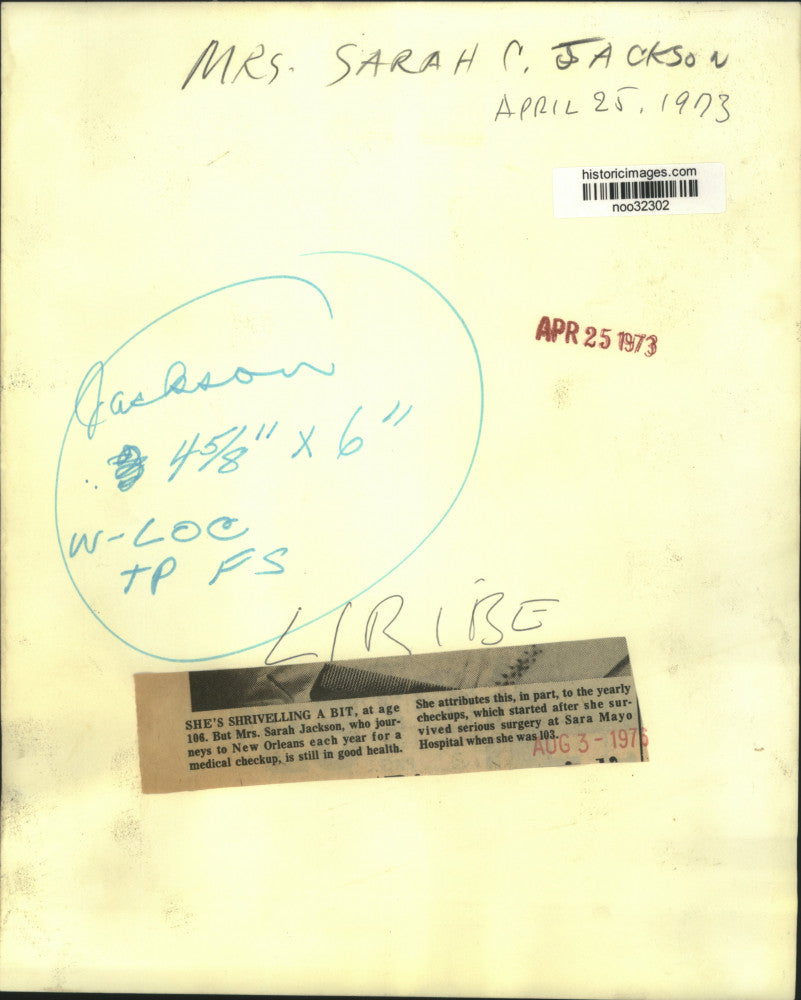 MRS. SARAH C. JACKSON
APRIL 25, 1973
historicimages.com
noo32302
APR 25 1973
Jackson
4 5/8" x 6"
W-LOC
TP FS
URIBE
SHE'S SHRIVELLING A BIT, at age
106. But Mrs. Sarah Jackson, who jour-
neys to New Orleans each year for a
medical checkup, is still in good health.
She attributes this, in part, to the yearly
checkups, which started after she sur-
vived serious surgery at Sara Mayo
Hospital when she was 103.
AUG 3 - 1976